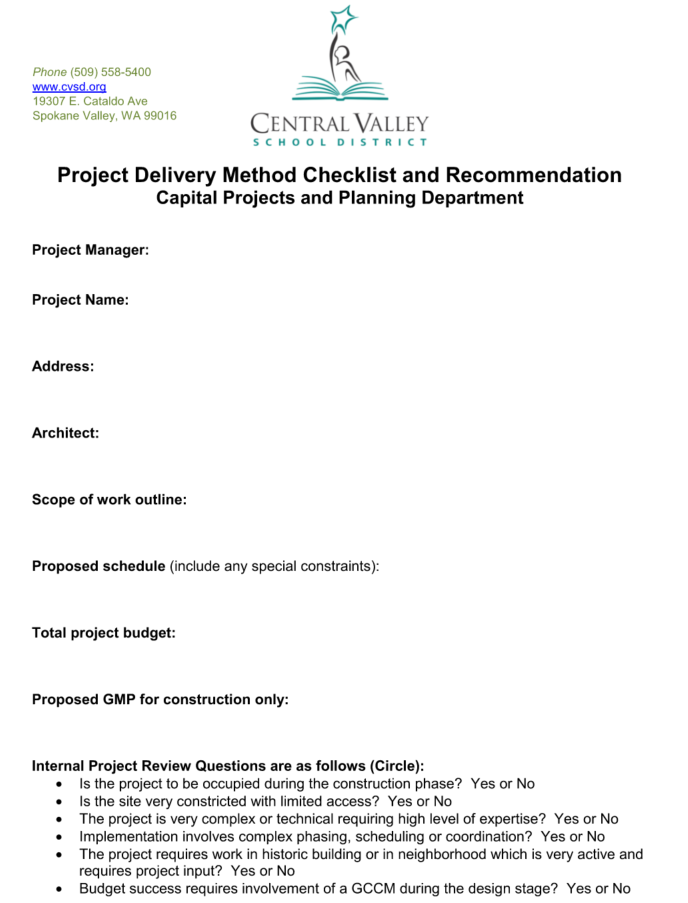 Phone (509) 558-5400
www.cvsd.org
19307 E. Cataldo Ave
Spokane Valley, WA 99016
CENTRAL VALLEY
SCHOOL DISTRICT
Project Delivery Method Checklist and Recommendation
Capital Projects and Planning Department
Project Manager:
Project Name:
Address:
Architect:
Scope of work outline:
Proposed schedule (include any special constraints):
Total project budget:
Proposed GMP for construction only:
Internal Project Review Questions are as follows (Circle):
• Is the project to be occupied during the construction phase? Yes or No
• Is the site very constricted with limited access? Yes or No
• The project is very complex or technical requiring high level of expertise? Yes or No
• Implementation involves complex phasing, scheduling or coordination? Yes or No
• The project requires work in historic building or in neighborhood which is very active and
requires project input? Yes or No
• Budget success requires involvement of a GCCM during the design stage? Yes or No